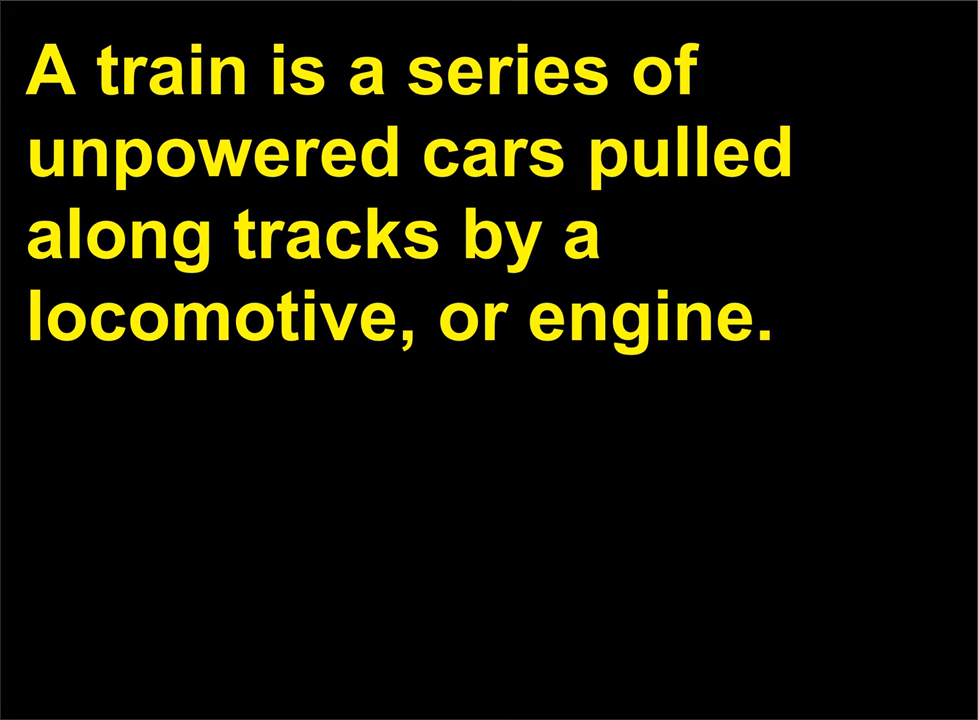 A train is a series of
unpowered cars pulled
along tracks by a
locomotive, or engine.